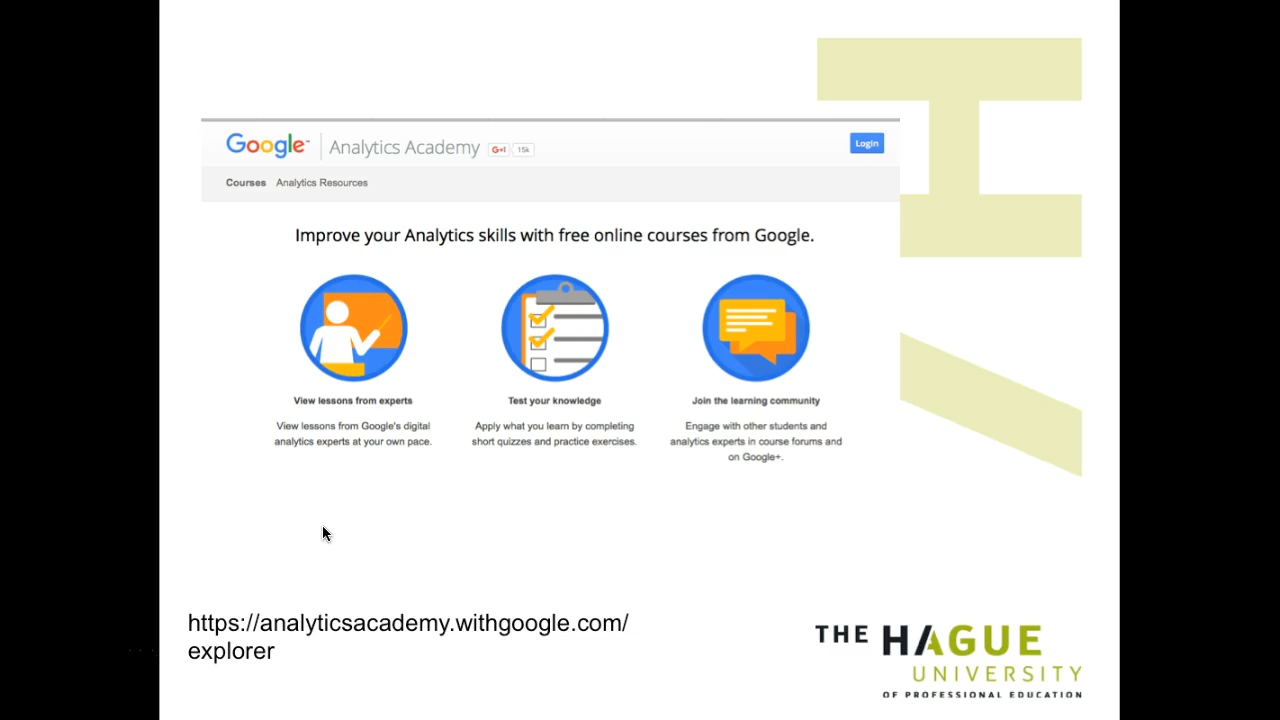 Google™ Analytics Academy G+1 15k Login
Courses Analytics Resources
Improve your Analytics skills with free online courses from Google.
View lessons from experts
View lessons from Google's digital
analytics experts at your own pace.
Test your knowledge
Apply what you learn by completing
short quizzes and practice exercises.
Join the learning community
Engage with other students and
analytics experts in course forums and
on Google+.
https://analyticsacademy.withgoogle.com/
explorer
THE HAGUE
UNIVERSITY
OF PROFESSIONAL EDUCATION